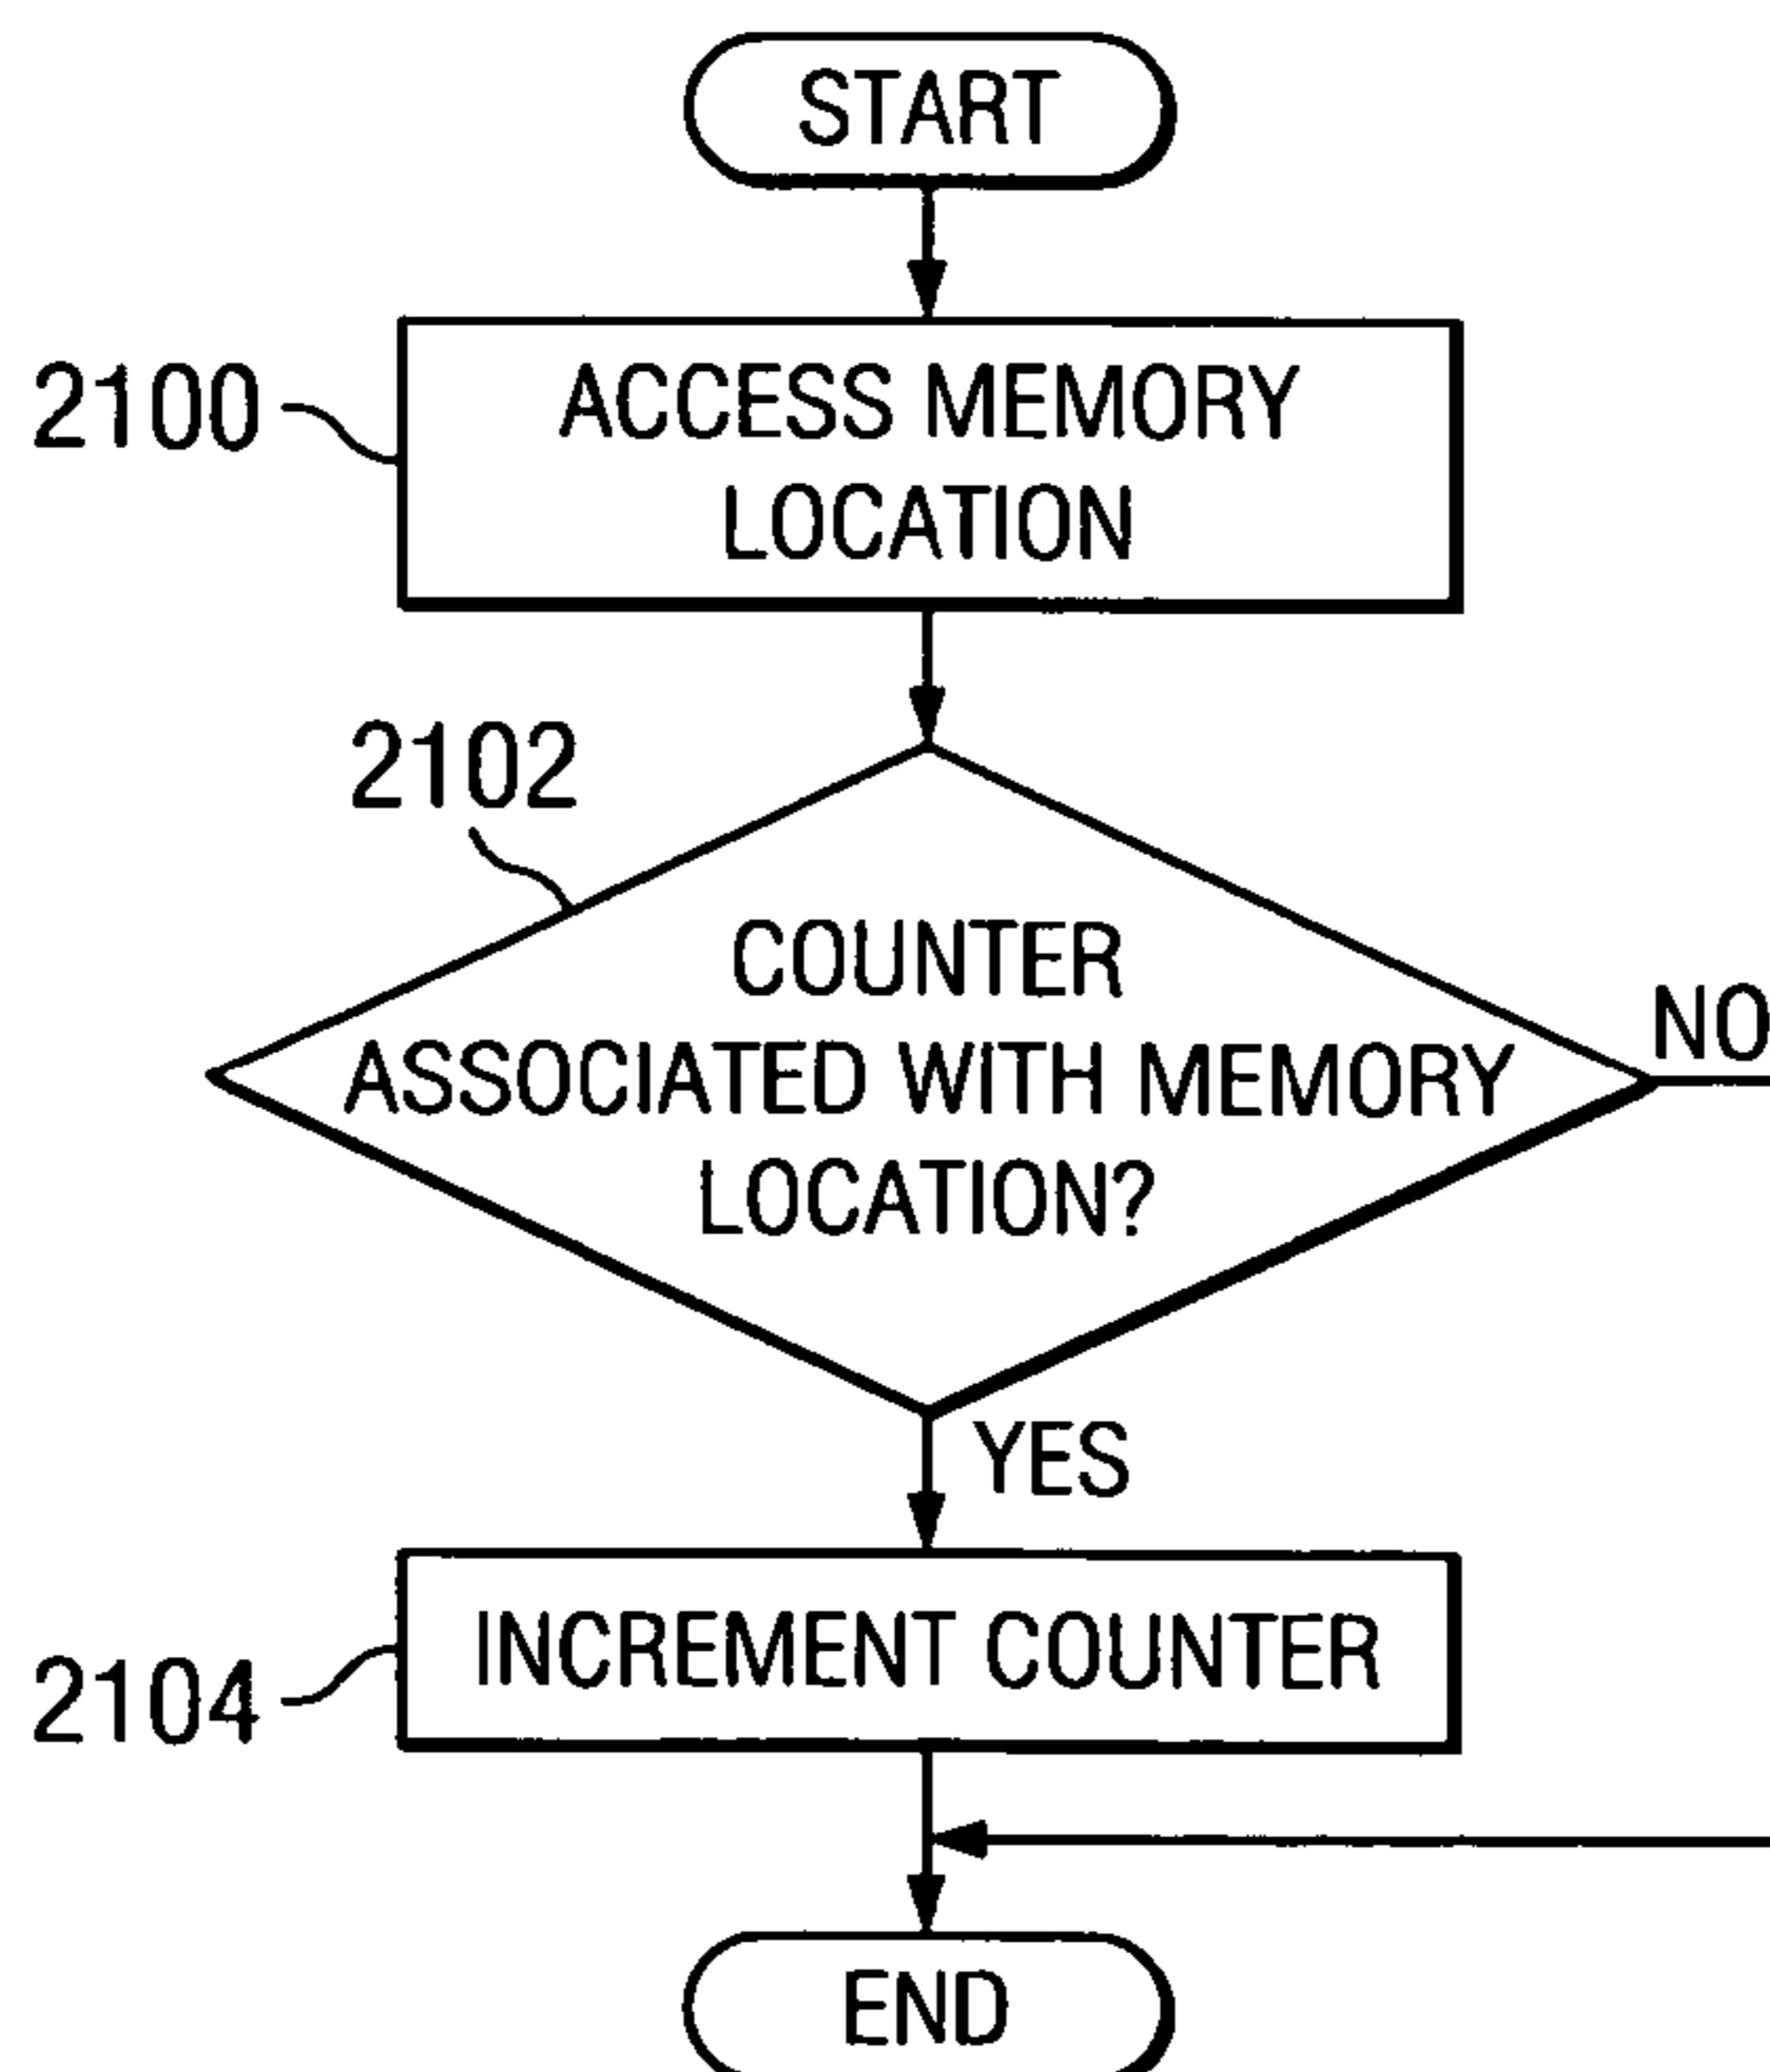 START
2100
ACCESS MEMORY
LOCATION
2102
COUNTER
ASSOCIATED WITH MEMORY
LOCATION?
NO
YES
2104
INCREMENT COUNTER
END